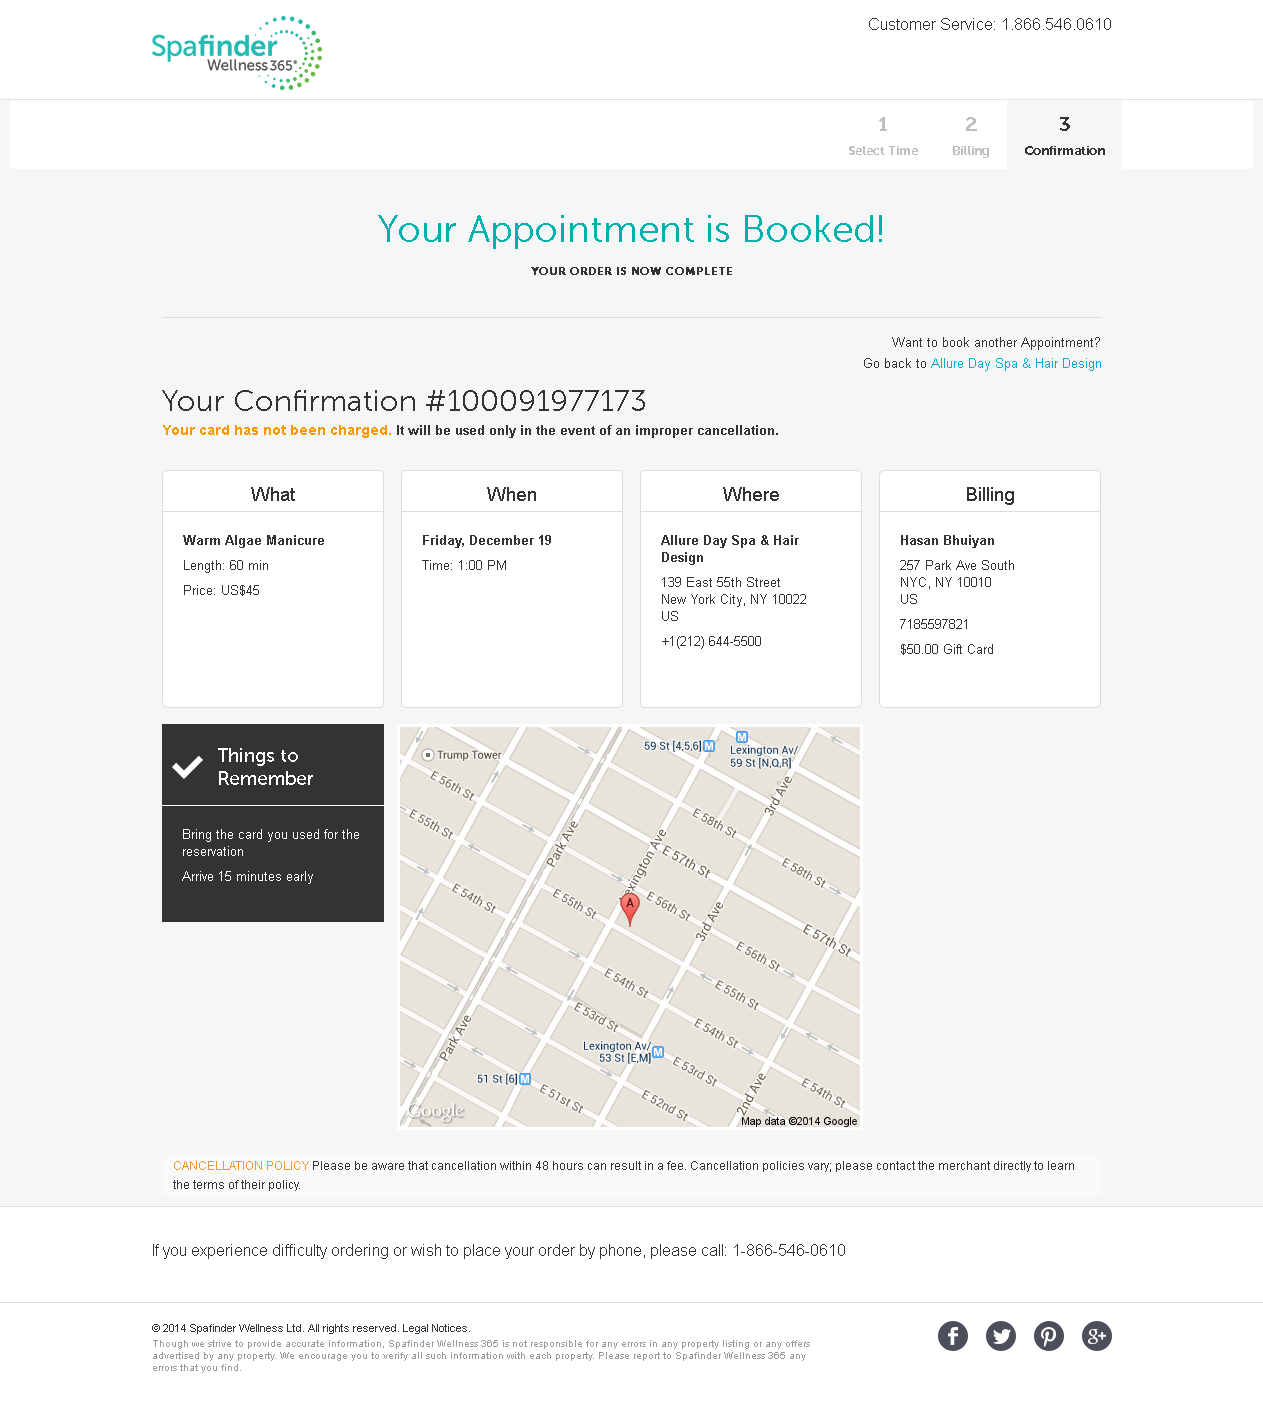 Spafinder
Wellness365
Customer Service: 1.866.546.0610
1
Select Time
2
Billing
3
Confirmation
Your Appointment is Booked!
YOUR ORDER IS NOW COMPLETE
Want to book another Appointment?
Go back to Allure Day Spa & Hair Design
Your Confirmation #100091977173
Your card has not been charged. It will be used only in the event of an improper cancellation.
What
Warm Algae Manicure
Length: 60 min
Price: US$45
When
Friday, December 19
Time: 1:00 PM
Where
Allure Day Spa & Hair
Design
139 East 55th Street
New York City, NY 10022
US
+1(212) 644-5500
Billing
Hasan Bhuiyan
257 Park Ave South
NYC, NY 10010
US
7185597821
$50.00 Gift Card
Things to
Remember
Bring the card you used for the
reservation
Arrive 15 minutes early
Trump Tower
59 St [4,5,6] M
M
Lexington Av/
59 St [N,Q,R]
E 56th St
E 55th St
E 54th St
Park Ave
E 55th St
Lexington Ave
E 58th St
3rd Ave
E 57th St
E 58th St
E 56th St
A
3rd Ave
E 57th St
E 56th St
E 54th St
E 55th St
E 53rd St
E 54th St
Park Ave
Lexington Av/
53 St [E,M] M
E 53rd St
51 St [6] M
E 51st St
E 52nd St
2nd Ave
E 54th St
Google
Map data ©2014 Google
CANCELLATION POLICY Please be aware that cancellation within 48 hours can result in a fee. Cancellation policies vary; please contact the merchant directly to learn
the terms of their policy.
If you experience difficulty ordering or wish to place your order by phone, please call: 1-866-546-0610
© 2014 Spafinder Wellness Ltd. All rights reserved. Legal Notices.
Though we strive to provide accurate information, Spafinder Wellness 365 is not responsible for any errors in any property listing or any offers
advertised by any property. We encourage you to verify all such information with each property. Please report to Spafinder Wellness 365 any
errors that you find.